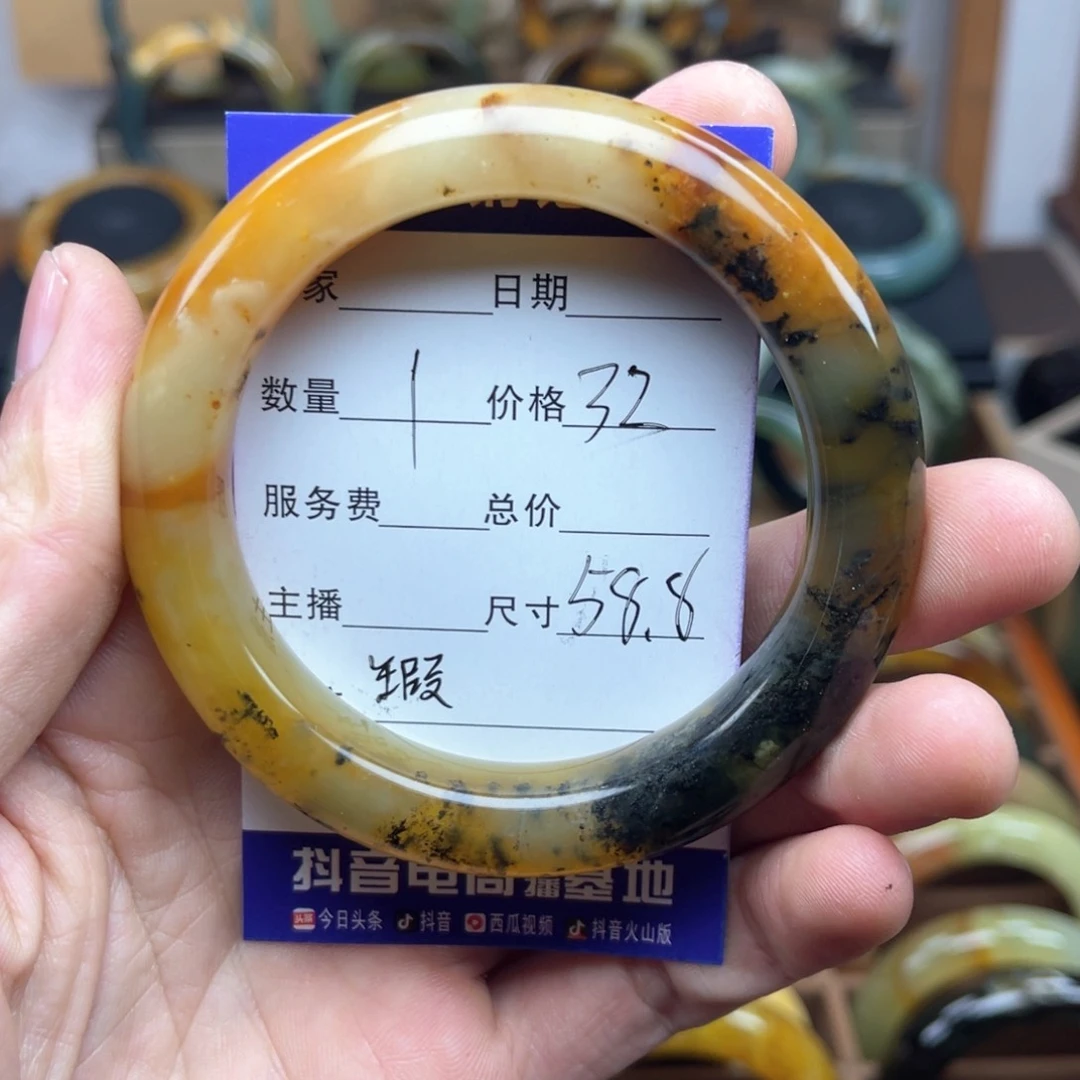 家 日期
数量 1 价格 32
服务费 总价
主播 尺寸 58.8
瑕
抖音电商直播基地
今日头条 抖音 西瓜视频 抖音火山版